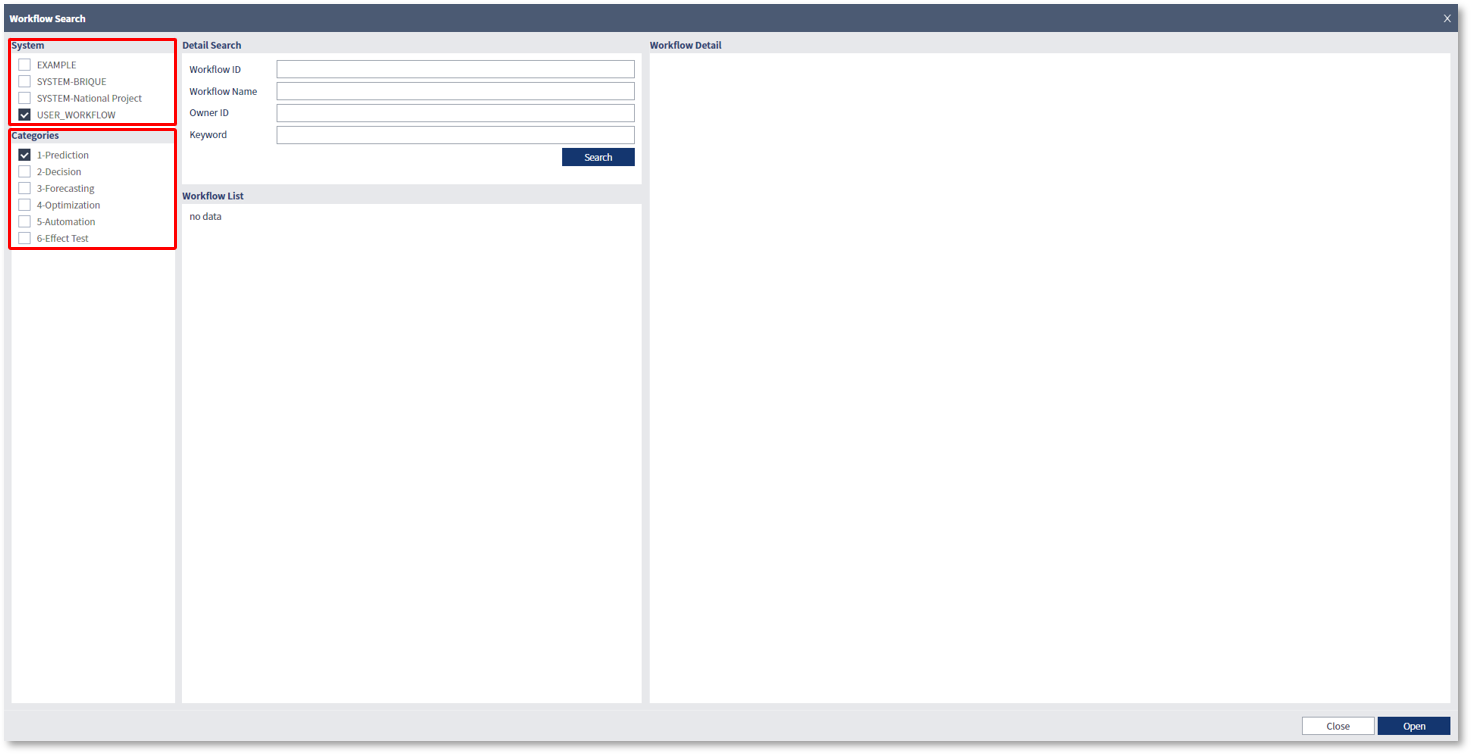 Workflow Search
X
System
EXAMPLE
SYSTEM-BRIQUE
SYSTEM-National Project
USER_WORKFLOW
Categories
1-Prediction
2-Decision
3-Forecasting
4-Optimization
5-Automation
6-Effect Test
Detail Search
Workflow ID
Workflow Name
Owner ID
Keyword
Search
Workflow List
no data
Workflow Detail
Close
Open